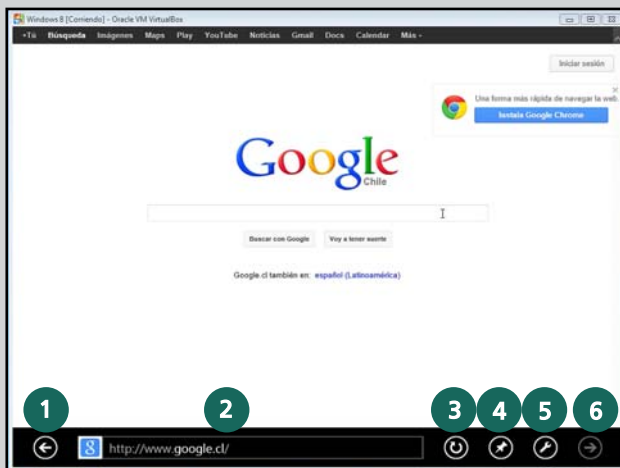 Windows 8 [Corriendo] - Oracle VM VirtualBox
+Tú Búsqueda Imágenes Maps Play YouTube Noticias Gmail Docs Calendar Más
Iniciar sesión
Una forma más rápida de navegar la web.
Instala Google Chrome
Google
Chile
Buscar con Google Voy a tener suerte
Google.cl también en: español (Latinoamérica)
1 2 3 4 5 6
8 http://www.google.cl/